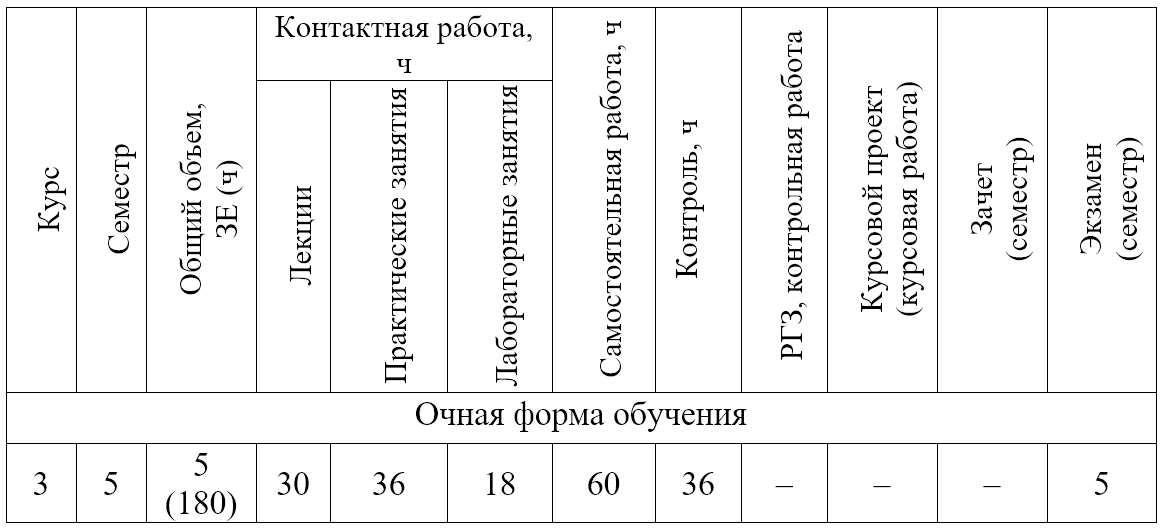 Курс
Семестр
Общий объем,
ЗЕ (ч)
Контактная работа,
ч
Лекции
Практические занятия
Лабораторные занятия
Самостоятельная работа, ч
Контроль, ч
РГЗ, контрольная работа
Курсовой проект
(курсовая работа)
Зачет
(семестр)
Экзамен
(семестр)
Очная форма обучения
3 5 5 30 36 18 60 36 – – – 5
(180)